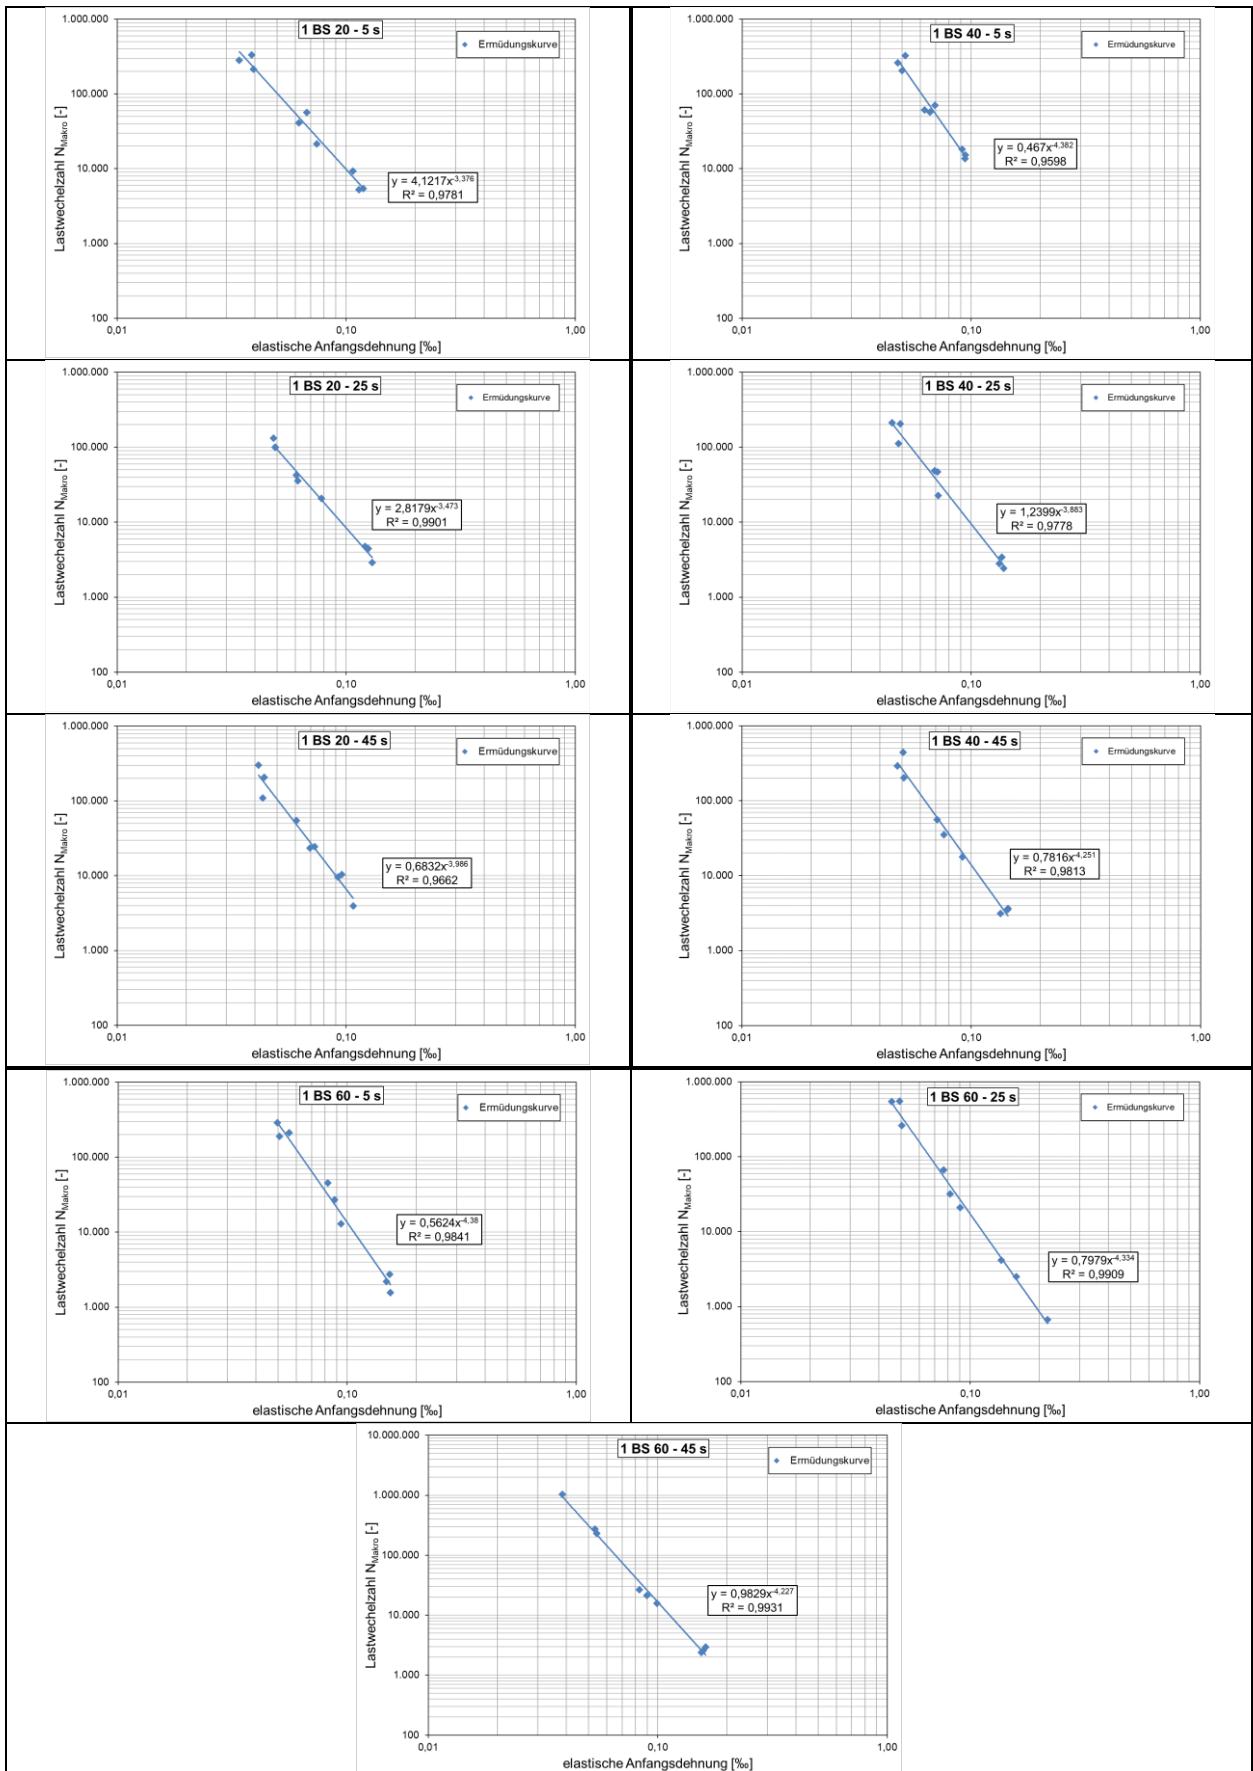 1 BS 20 - 5 s
Ermüdungskurve
1.000.000
100.000
10.000
1.000
100
Lastwechelzahl N_Makro [-]
y = 4,1217x^-3,376
R² = 0,9781
0,01
0,10
1,00
elastische Anfangsdehnung [‰]
1 BS 40 - 5 s
Ermüdungskurve
1.000.000
100.000
10.000
1.000
100
Lastwechelzahl N_Makro [-]
y = 0,467x^-4,382
R² = 0,9598
0,01
0,10
1,00
elastische Anfangsdehnung [‰]
1 BS 20 - 25 s
Ermüdungskurve
1.000.000
100.000
10.000
1.000
100
Lastwechelzahl N_Makro [-]
y = 2,8179x^-3,473
R² = 0,9901
0,01
0,10
1,00
elastische Anfangsdehnung [‰]
1 BS 40 - 25 s
Ermüdungskurve
1.000.000
100.000
10.000
1.000
100
Lastwechelzahl N_Makro [-]
y = 1,2399x^-3,883
R² = 0,9778
0,01
0,10
1,00
elastische Anfangsdehnung [‰]
1 BS 20 - 45 s
Ermüdungskurve
1.000.000
100.000
10.000
1.000
100
Lastwechelzahl N_Makro [-]
y = 0,6832x^-3,986
R² = 0,9662
0,01
0,10
1,00
elastische Anfangsdehnung [‰]
1 BS 40 - 45 s
Ermüdungskurve
1.000.000
100.000
10.000
1.000
100
Lastwechelzahl N_Makro [-]
y = 0,7816x^-4,251
R² = 0,9813
0,01
0,10
1,00
elastische Anfangsdehnung [‰]
1 BS 60 - 5 s
Ermüdungskurve
1.000.000
100.000
10.000
1.000
100
Lastwechelzahl N_Makro [-]
y = 0,5624x^-4,38
R² = 0,9841
0,01
0,10
1,00
elastische Anfangsdehnung [‰]
1 BS 60 - 25 s
Ermüdungskurve
1.000.000
100.000
10.000
1.000
100
Lastwechelzahl N_Makro [-]
y = 0,7979x^-4,334
R² = 0,9909
0,01
0,10
1,00
elastische Anfangsdehnung [‰]
1 BS 60 - 45 s
Ermüdungskurve
10.000.000
1.000.000
100.000
10.000
1.000
100
Lastwechelzahl N_Makro [-]
y = 0,9829x^-4,227
R² = 0,9931
0,01
0,10
1,00
elastische Anfangsdehnung [‰]